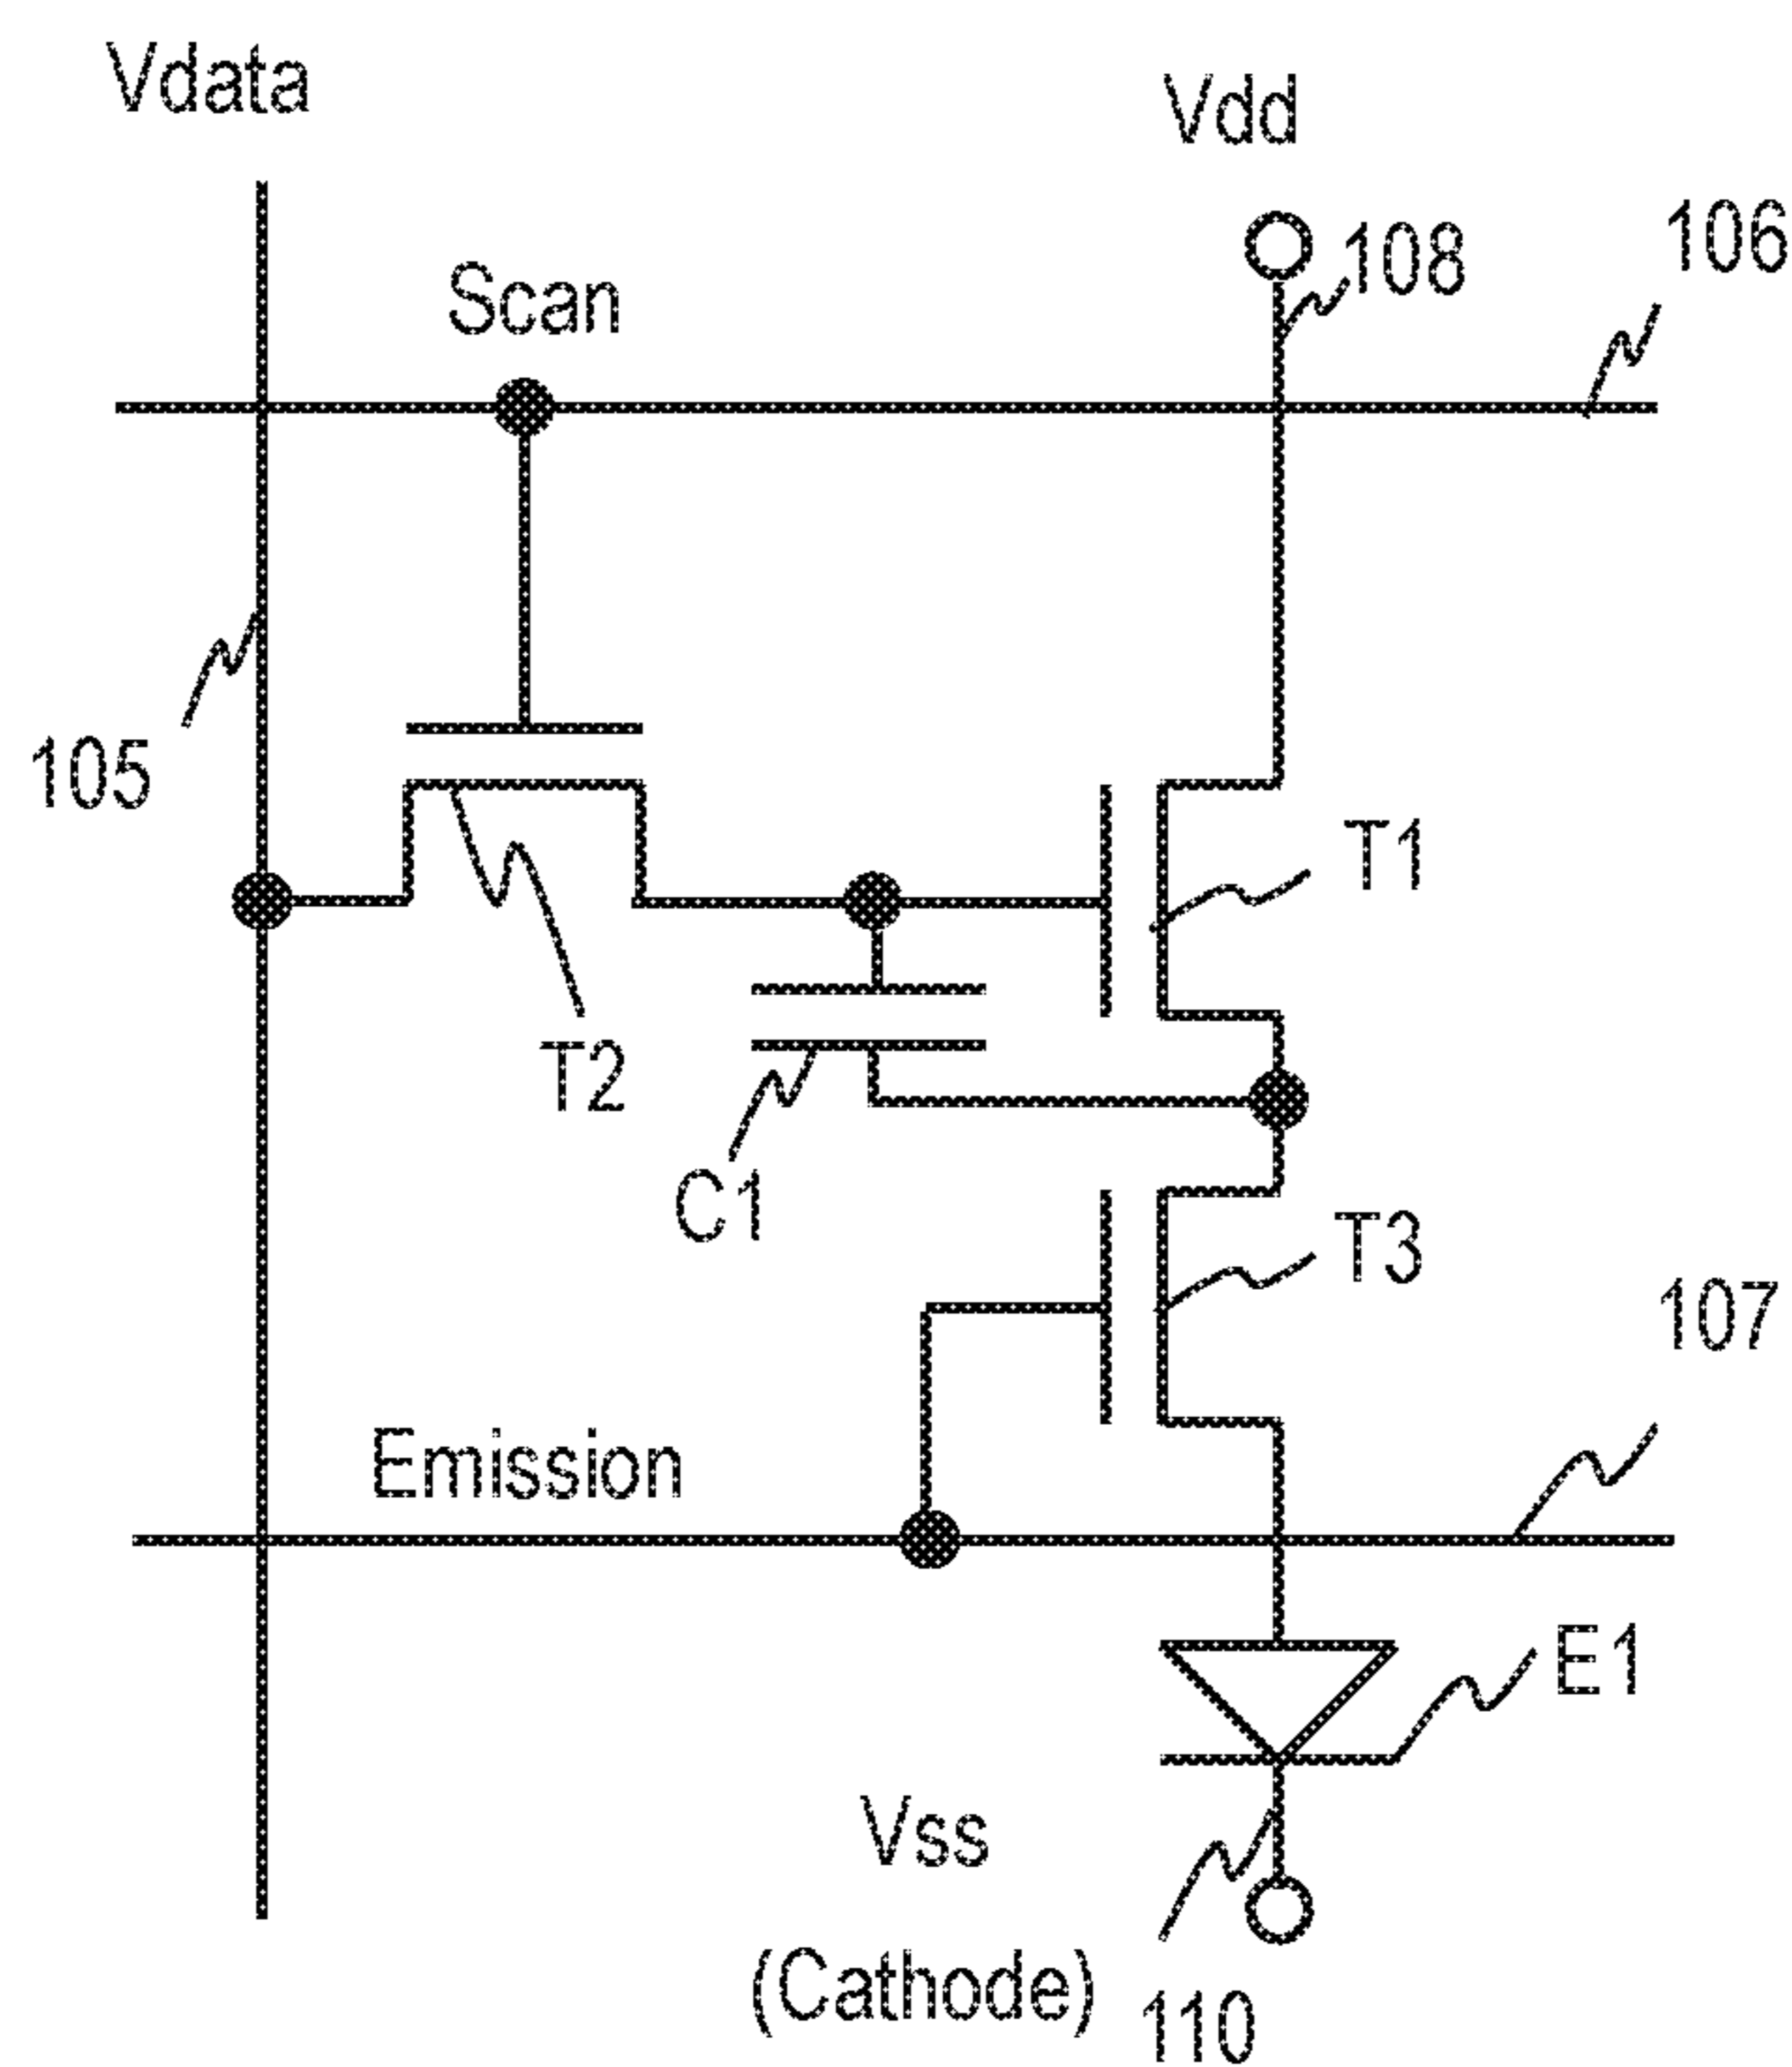 Vdata
Vdd
106
108
Scan
105
T1
T2
C1
T3
107
Emission
E1
Vss
(Cathode)
110